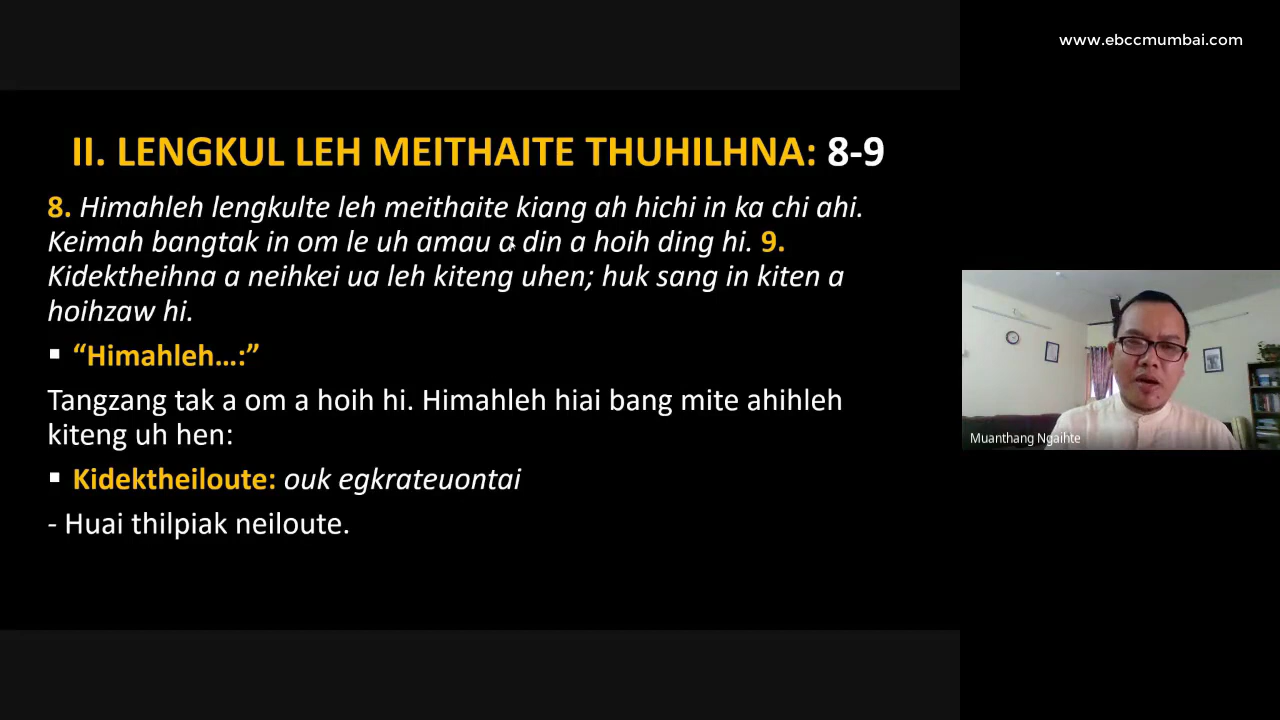 www.ebccmumbai.com
II. LENGKUL LEH MEITHAITE THUHILHNA: 8-9
8. Himahleh lengkulte leh meithaite kiang ah hichi in ka chi ahi.
Keimah bangtak in om le uh amau a din a hoih ding hi. 9.
Kidektheihna a neihkei ua leh kiteng uhen; huk sang in kiten a
hoihzaw hi.
▪ “Himahleh…:”
Tangzang tak a om a hoih hi. Himahleh hiai bang mite ahihleh
kiteng uh hen:
▪ Kidektheiloute: ouk egkrateuontai
- Huai thilpiak neiloute.
Muanthang Ngaihte